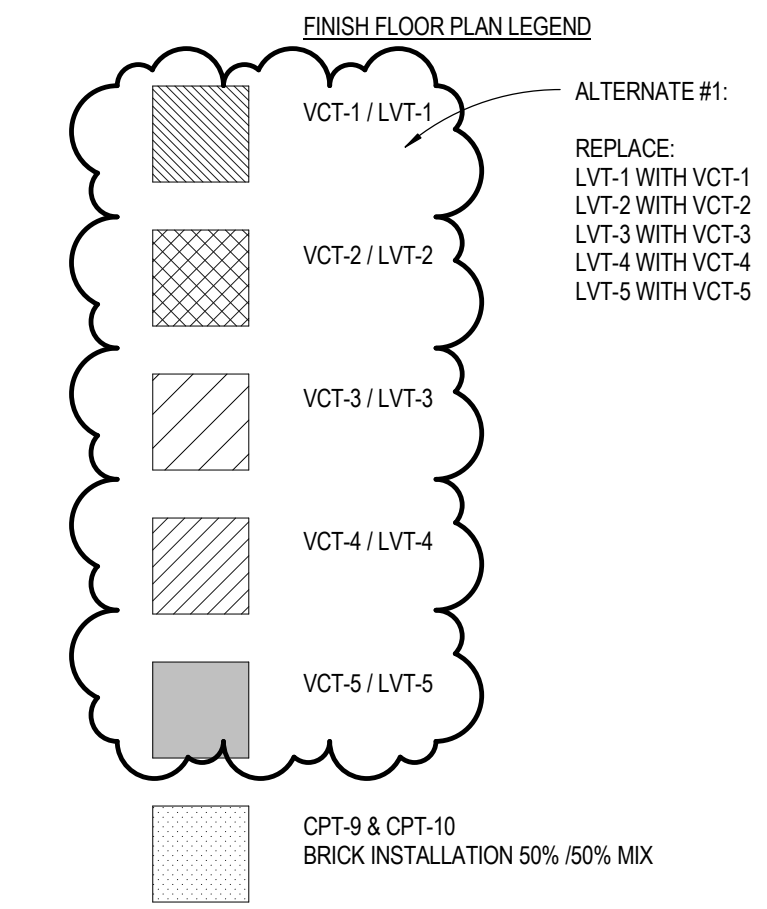 FINISH FLOOR PLAN LEGEND
VCT-1 / LVT-1
ALTERNATE #1:
REPLACE:
LVT-1 WITH VCT-1
LVT-2 WITH VCT-2
LVT-3 WITH VCT-3
LVT-4 WITH VCT-4
LVT-5 WITH VCT-5
VCT-2 / LVT-2
VCT-3 / LVT-3
VCT-4 / LVT-4
VCT-5 / LVT-5
CPT-9 & CPT-10
BRICK INSTALLATION 50% /50% MIX